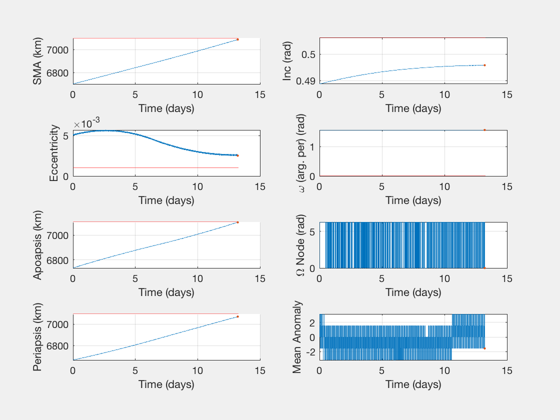 SMA (km)
7000
6800
0 5 10 15
Time (days)
Inc (rad)
0.5
0.49
0 5 10 15
Time (days)
Eccentricity
×10⁻³
5
0
0 5 10 15
Time (days)
ω (arg. per) (rad)
1
0
0 5 10 15
Time (days)
Apoapsis (km)
7000
6800
0 5 10 15
Time (days)
Ω Node (rad)
5
0
0 5 10 15
Time (days)
Periapsis (km)
7000
6800
0 5 10 15
Time (days)
Mean Anomaly
2
0
-2
0 5 10 15
Time (days)